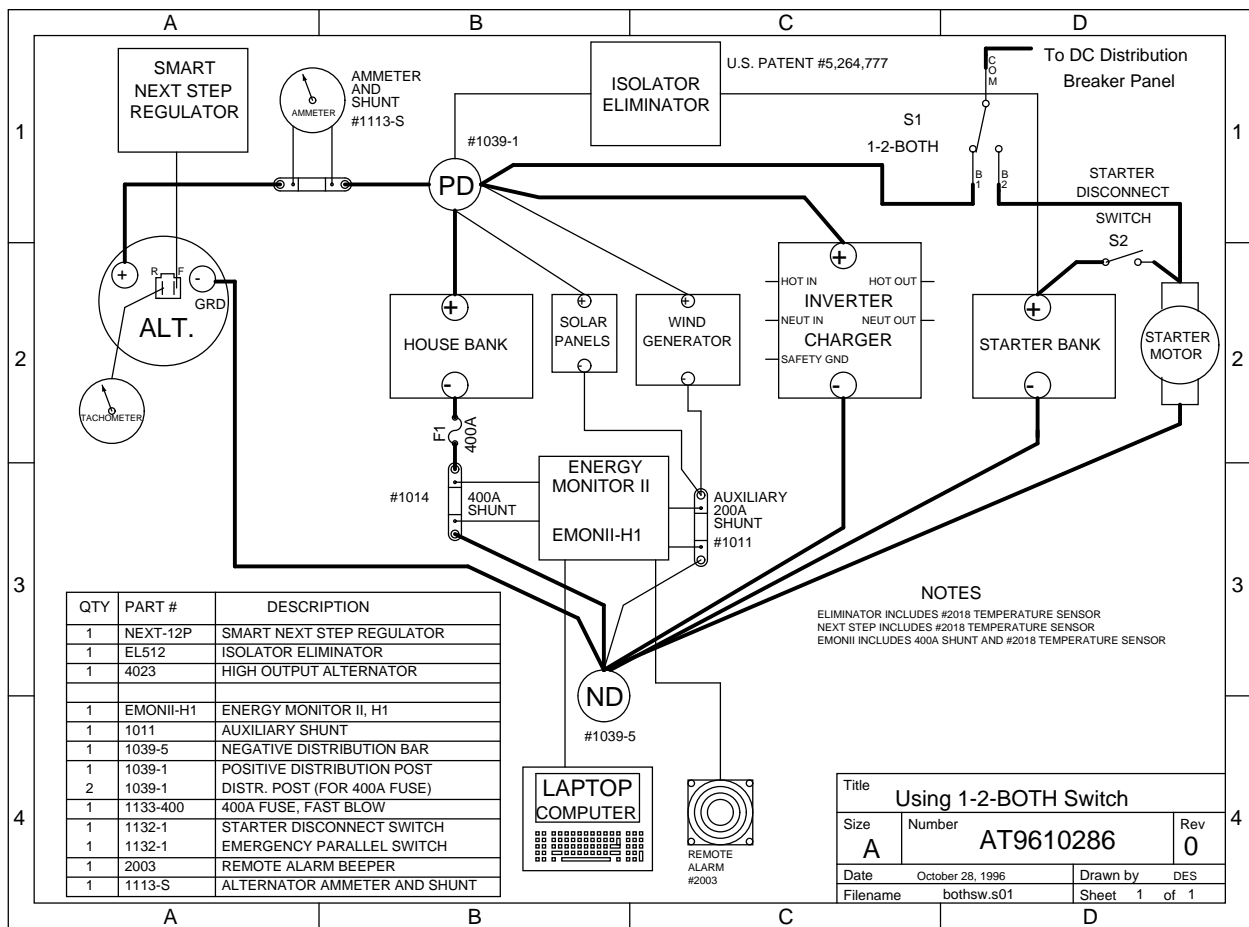 A B C D
1
2
3
4
SMART
NEXT STEP
REGULATOR
AMMETER
AMMETER
AND
SHUNT
#1113-S
ISOLATOR
ELIMINATOR
U.S. PATENT #5,264,777
COM
To DC Distribution
Breaker Panel
S1
1-2-BOTH
B1
B2
#1039-1
PD
STARTER
DISCONNECT
SWITCH
S2
+
R F
-
GRD
ALT.
TACHOMETER
+
HOUSE BANK
-
F1
400A
+
SOLAR
PANELS
-
+
WIND
GENERATOR
-
+
HOT IN HOT OUT
INVERTER
NEUT IN NEUT OUT
CHARGER
SAFETY GND
-
+
STARTER BANK
-
STARTER
MOTOR
#1014
400A
SHUNT
ENERGY
MONITOR II
EMONII-H1
AUXILIARY
200A
SHUNT
#1011
NOTES
ELIMINATOR INCLUDES #2018 TEMPERATURE SENSOR
NEXT STEP INCLUDES #2018 TEMPERATURE SENSOR
EMONII INCLUDES 400A SHUNT AND #2018 TEMPERATURE SENSOR
QTY PART # DESCRIPTION
1 NEXT-12P SMART NEXT STEP REGULATOR
1 EL512 ISOLATOR ELIMINATOR
1 4023 HIGH OUTPUT ALTERNATOR
1 EMONII-H1 ENERGY MONITOR II, H1
1 1011 AUXILIARY SHUNT
1 1039-5 NEGATIVE DISTRIBUTION BAR
1 1039-1 POSITIVE DISTRIBUTION POST
2 1039-1 DISTR. POST (FOR 400A FUSE)
1 1133-400 400A FUSE, FAST BLOW
1 1132-1 STARTER DISCONNECT SWITCH
1 1132-1 EMERGENCY PARALLEL SWITCH
1 2003 REMOTE ALARM BEEPER
1 1113-S ALTERNATOR AMMETER AND SHUNT
ND
#1039-5
LAPTOP
COMPUTER
REMOTE
ALARM
#2003
Title
Using 1-2-BOTH Switch
Size Number Rev
A AT9610286 0
Date October 28, 1996 Drawn by DES
Filename bothsw.s01 Sheet 1 of 1
1
2
3
4
A B C D